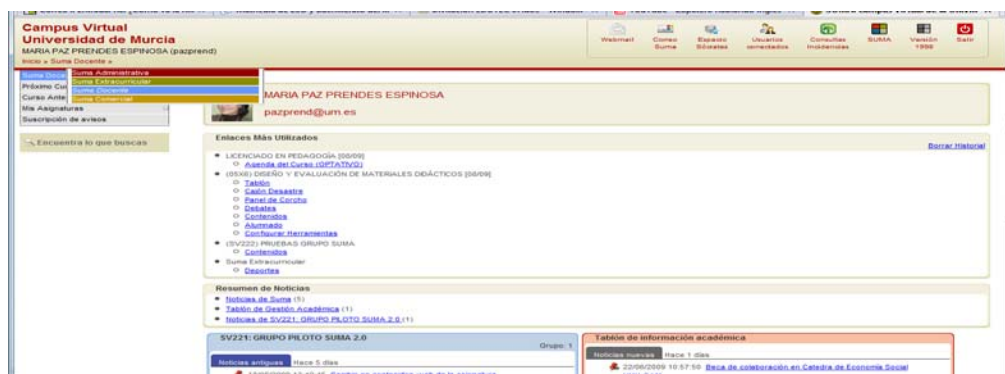 Campus Virtual
Universidad de Murcia
MARIA PAZ PRENDES ESPINOSA (pazprend)
Inicio » Suma Docente »
Webmail
Correo Suma
Espacio Sócrates
Usuarios conectados
Consultas Incidencias
SUMA
Versión 1998
Salir
Suma Administrativa
Suma Extracurricular
Suma Docente
Suma Comercial
Próximo Cu
Curso Ante
Mis Asignaturas
Suscripción de avisos
Encuentra lo que buscas
MARIA PAZ PRENDES ESPINOSA
pazprend@um.es
Enlaces Más Utilizados
Borrar Historial
LICENCIADO EN PEDAGOGÍA [08/09]
Agenda del Curso (OPTATIVO)
(05X8) DISEÑO Y EVALUACIÓN DE MATERIALES DIDÁCTICOS [08/09]
Tablón
Cajón Desastre
Panel de Corcho
Debates
Contenidos
Alumnado
Configurar Herramientas
(SV222) PRUEBAS GRUPO SUMA
Contenidos
Suma Extracurricular
Deportes
Resumen de Noticias
Noticias de Suma (5)
Tablón de Gestión Académica (1)
Noticias de SV221: GRUPO PILOTO SUMA 2.0 (1)
SV221: GRUPO PILOTO SUMA 2.0
Grupo: 1
Noticias antiguas Hace 5 días
Tablón de información académica
Noticias nuevas Hace 1 días
22/06/2009 10:57:50 Beca de colaboración en Catedra de Economía Social